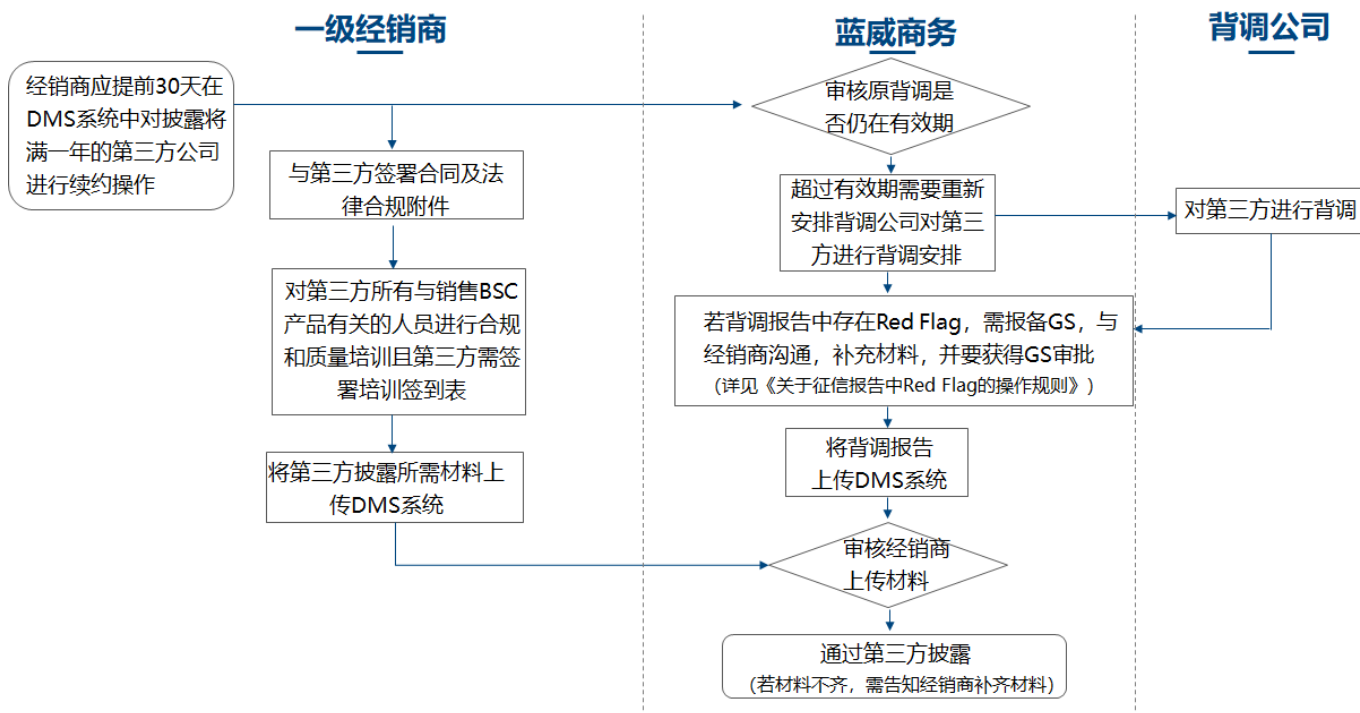 一级经销商
蓝威商务
背调公司
经销商应提前30天在
DMS系统中对披露将
满一年的第三方公司
进行续约操作
与第三方签署合同及法
律合规附件
对第三方所有与销售BSC
产品有关的人员进行合规
和质量培训且第三方需签
署培训签到表
将第三方披露所需材料上
传DMS系统
审核原背调是
否仍在有效期
超过有效期需要重新
安排背调公司对第三
方进行背调安排
对第三方进行背调
若背调报告中存在Red Flag，需报备GS，与
经销商沟通，补充材料，并要获得GS审批
（详见《关于征信报告中Red Flag的操作规则》）
将背调报告
上传DMS系统
审核经销商
上传材料
通过第三方披露
（若材料不齐，需告知经销商补齐材料）